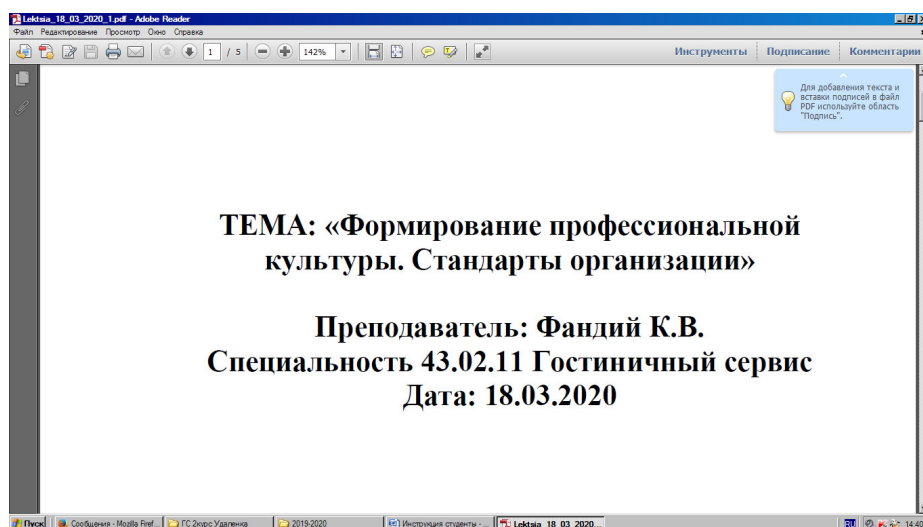 Lektsia_18_03_2020_1.pdf - Adobe Reader
Файл Редактирование Просмотр Окно Справка
1 / 5 142% Инструменты Подписание Комментарии
Для добавления текста и
вставки подписей в файл
PDF используйте область
"Подпись".
ТЕМА: «Формирование профессиональной
культуры. Стандарты организации»
Преподаватель: Фандий К.В.
Специальность 43.02.11 Гостиничный сервис
Дата: 18.03.2020
Пуск Сообщения - Mozilla Firef... ГС 2курс Удаленка 2019-2020 Инструкция студенты - ... Lektsia_18_03_2020... RU